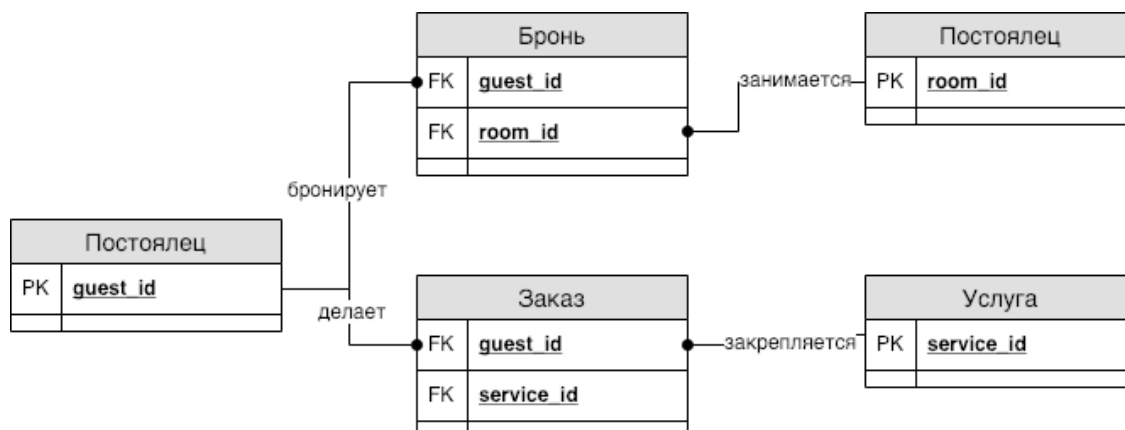 Бронь
FK guest_id
FK room_id
Постоялец
PK room_id
занимается
бронирует
Постоялец
PK guest_id
делает
Заказ
FK guest_id
FK service_id
закрепляется
Услуга
PK service_id